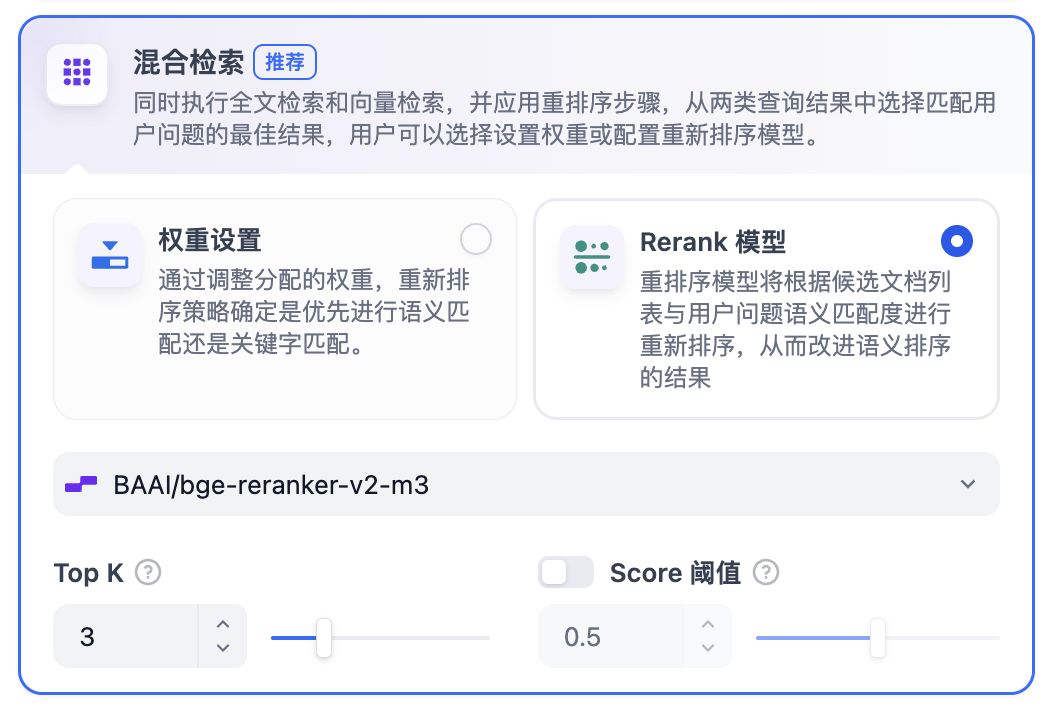 混合检索 推荐
同时执行全文检索和向量检索，并应用重排序步骤，从两类查询结果中选择匹配用
户问题的最佳结果，用户可以选择设置权重或配置重新排序模型。
权重设置
通过调整分配的权重，重新排
序策略确定是优先进行语义匹
配还是关键字匹配。
Rerank 模型
重排序模型将根据候选文档列
表与用户问题语义匹配度进行
重新排序，从而改进语义排序
的结果
BAAI/bge-reranker-v2-m3
Top K ?
3
Score 阈值 ?
0.5